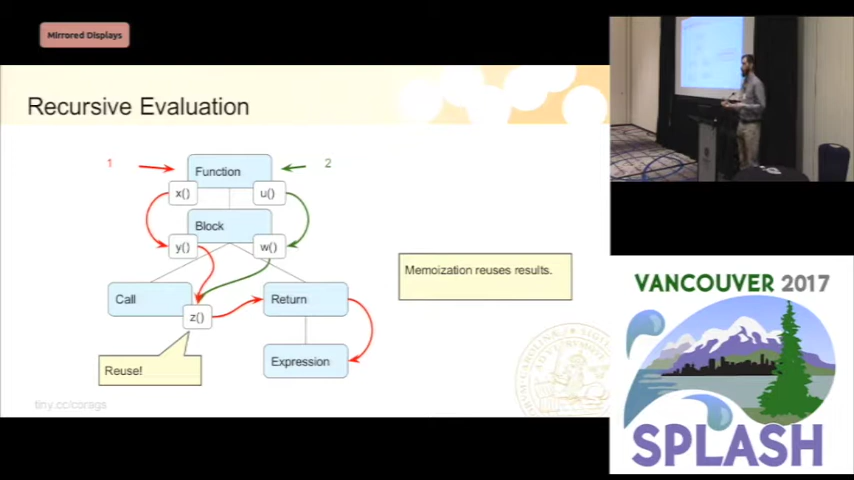 Mirrored Displays
Recursive Evaluation
1
2
Function
x()
u()
Block
y()
w()
Memoization reuses results.
Call
Return
z()
Expression
Reuse!
tiny.cc/corags
VANCOUVER 2017
SPLASH